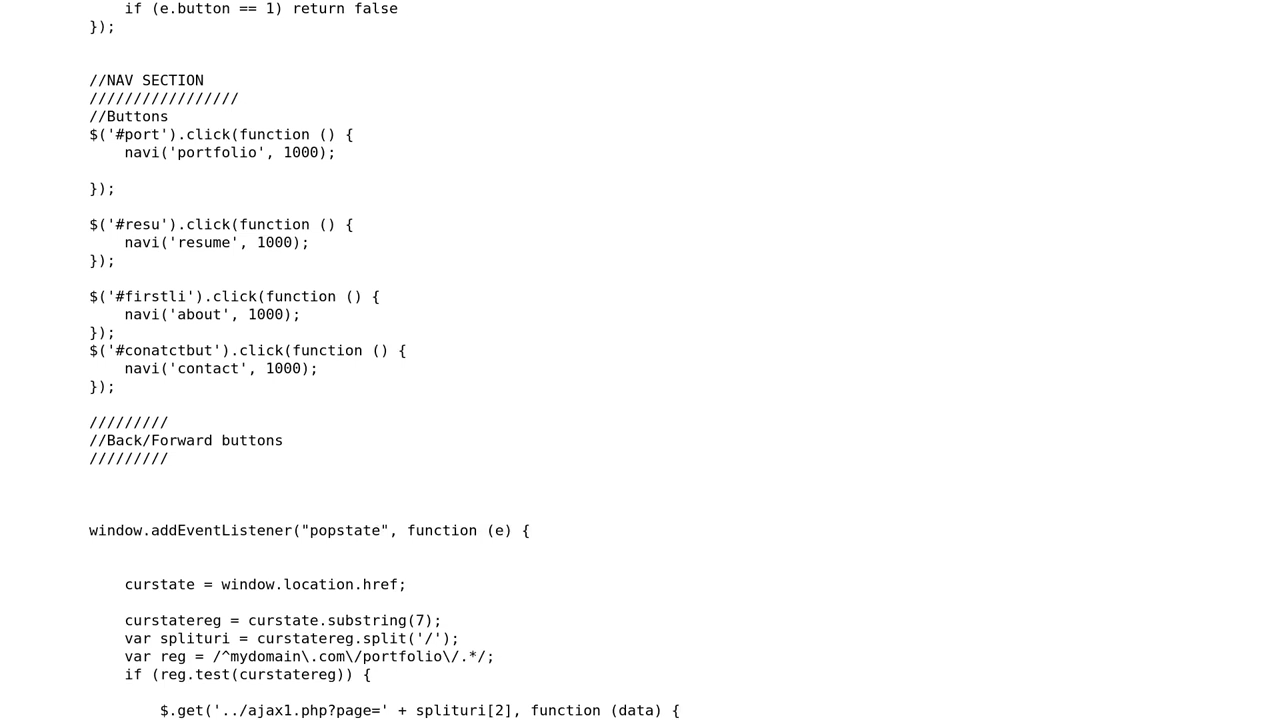 if (e.button == 1) return false
});
//NAV SECTION
/////////////////
//Buttons
$('#port').click(function () {
    navi('portfolio', 1000);
});
$('#resu').click(function () {
    navi('resume', 1000);
});
$('#firstli').click(function () {
    navi('about', 1000);
});
$('#conatctbut').click(function () {
    navi('contact', 1000);
});
/////////
//Back/Forward buttons
/////////
window.addEventListener("popstate", function (e) {
    curstate = window.location.href;
    curstatereg = curstate.substring(7);
    var splituri = curstatereg.split('/');
    var reg = /^mydomain\.com\/portfolio\/.*/;
    if (reg.test(curstatereg)) {
        $.get('../ajax1.php?page=' + splituri[2], function (data) {